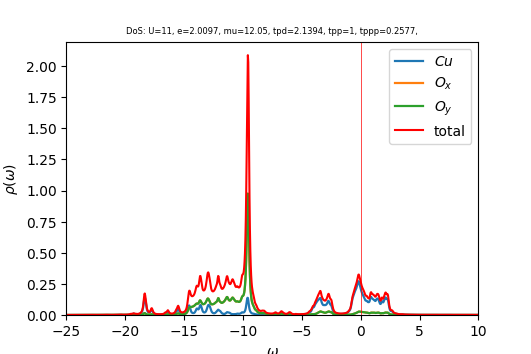 DoS: U=11, e=2.0097, mu=12.05, tpd=2.1394, tpp=1, tppp=0.2577,
ρ(ω)
2.00
1.75
1.50
1.25
1.00
0.75
0.50
0.25
0.00
Cu
O_x
O_y
total
−25 −20 −15 −10 −5 0 5 10
ω